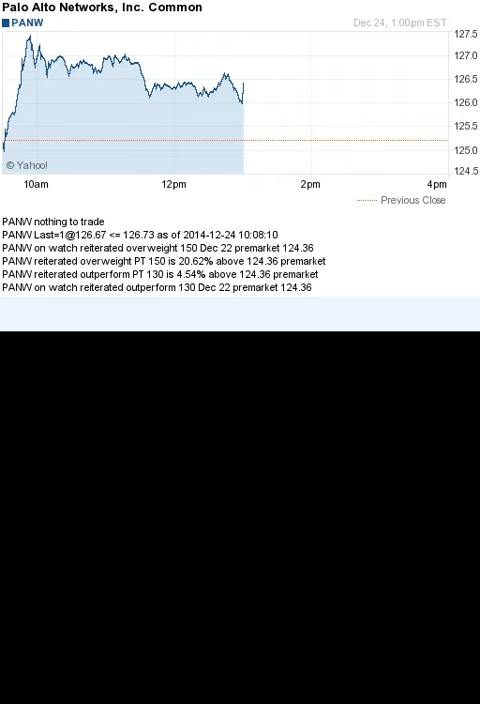 Palo Alto Networks, Inc. Common
PANW Dec 24, 1:00pm EST
127.5
127.0
126.5
126.0
125.5
125.0
124.5
© Yahoo!
10am 12pm 2pm 4pm
Previous Close
PANW nothing to trade
PANW Last=1@126.67 <= 126.73 as of 2014-12-24 10:08:10
PANW on watch reiterated overweight 150 Dec 22 premarket 124.36
PANW reiterated overweight PT 150 is 20.62% above 124.36 premarket
PANW reiterated outperform PT 130 is 4.54% above 124.36 premarket
PANW on watch reiterated outperform 130 Dec 22 premarket 124.36